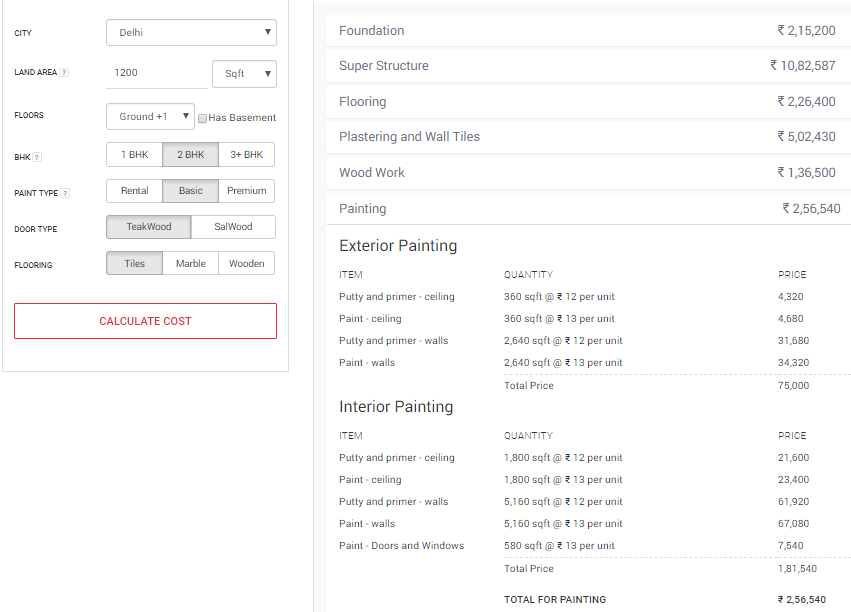 CITY Delhi
LAND AREA ? 1200 Sqft
FLOORS Ground +1 Has Basement
BHK ? 1 BHK 2 BHK 3+ BHK
PAINT TYPE ? Rental Basic Premium
DOOR TYPE TeakWood SalWood
FLOORING Tiles Marble Wooden
CALCULATE COST
Foundation ₹ 2,15,200
Super Structure ₹ 10,82,587
Flooring ₹ 2,26,400
Plastering and Wall Tiles ₹ 5,02,430
Wood Work ₹ 1,36,500
Painting ₹ 2,56,540
Exterior Painting
ITEM QUANTITY PRICE
Putty and primer - ceiling 360 sqft @ ₹ 12 per unit 4,320
Paint - ceiling 360 sqft @ ₹ 13 per unit 4,680
Putty and primer - walls 2,640 sqft @ ₹ 12 per unit 31,680
Paint - walls 2,640 sqft @ ₹ 13 per unit 34,320
Total Price 75,000
Interior Painting
ITEM QUANTITY PRICE
Putty and primer - ceiling 1,800 sqft @ ₹ 12 per unit 21,600
Paint - ceiling 1,800 sqft @ ₹ 13 per unit 23,400
Putty and primer - walls 5,160 sqft @ ₹ 12 per unit 61,920
Paint - walls 5,160 sqft @ ₹ 13 per unit 67,080
Paint - Doors and Windows 580 sqft @ ₹ 13 per unit 7,540
Total Price 1,81,540
TOTAL FOR PAINTING ₹ 2,56,540